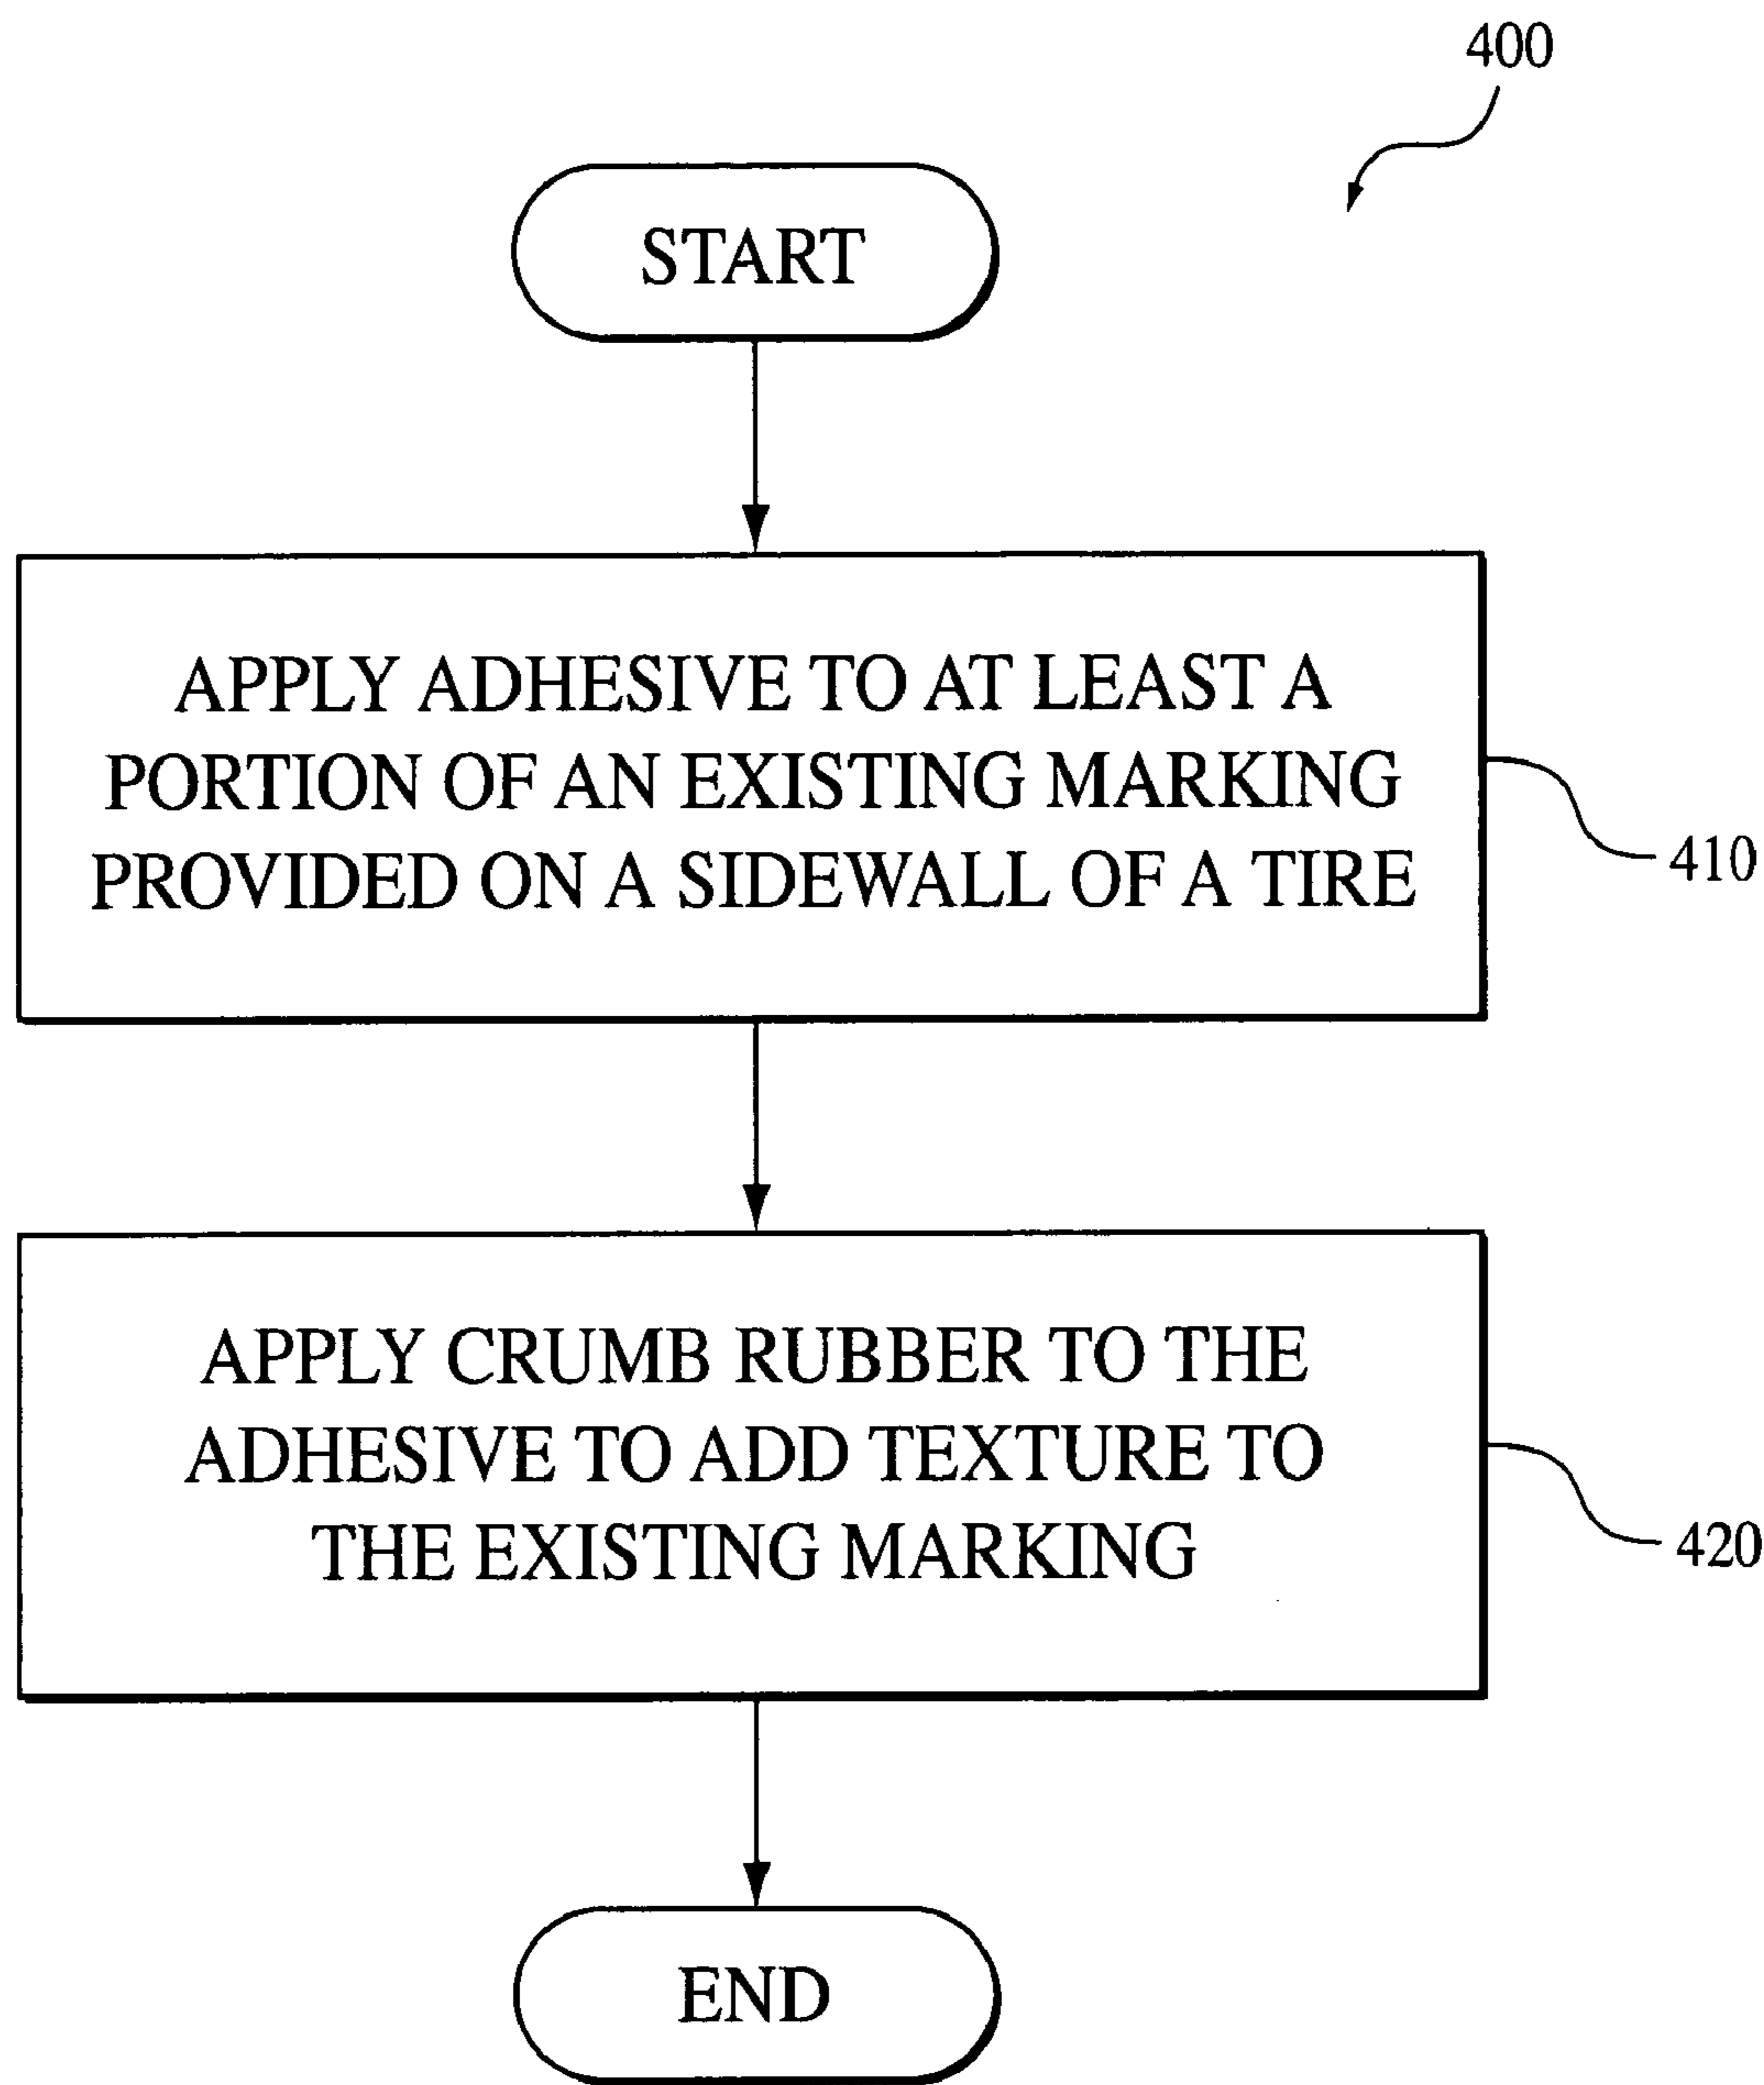 400
START
APPLY ADHESIVE TO AT LEAST A
PORTION OF AN EXISTING MARKING
PROVIDED ON A SIDEWALL OF A TIRE
410
APPLY CRUMB RUBBER TO THE
ADHESIVE TO ADD TEXTURE TO
THE EXISTING MARKING
420
END